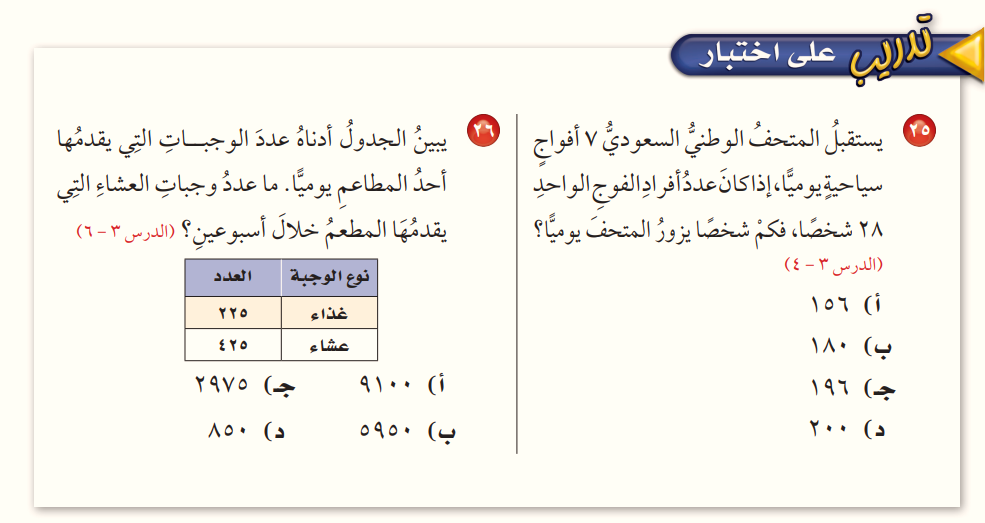 تدريب على اختبار
٢٥ يستقبلُ المتحفُ الوطنيُّ السعوديُّ ٧ أفواجٍ
سياحيةٍ يوميًّا، إذا كانَ عددُ أفرادِ الفوجِ الواحدِ
٢٨ شخصًا، فكمْ شخصًا يزورُ المتحفَ يوميًّا؟
(الدرس ٣ – ٤)
أ) ١٥٦
ب) ١٨٠
جـ) ١٩٦
د) ٢٠٠
٢٦ يبينُ الجدولُ أدناهُ عددَ الوجبـــاتِ التِي يقدمُها
أحدُ المطاعمِ يوميًّا. ما عددُ وجباتِ العشاءِ التِي
يقدمُهَا المطعمُ خلالَ أسبوعينِ؟ (الدرس ٣ – ٦)
نوع الوجبة العدد
غذاء ٢٢٥
عشاء ٤٢٥
أ) ٩١٠٠ جـ) ٢٩٧٥
ب) ٥٩٥٠ د) ٨٥٠